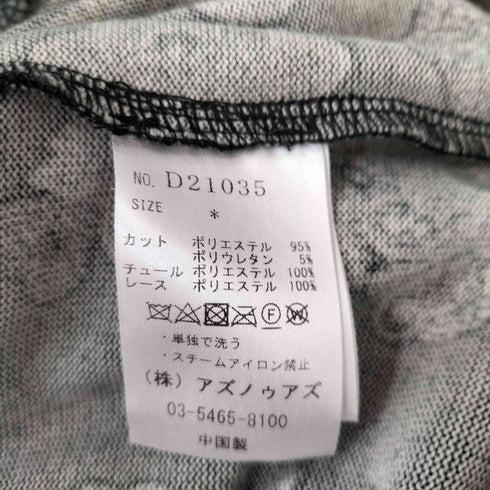 NO. D21035
SIZE *
カット ポリエステル 95%
ポリウレタン 5%
チュール ポリエステル 100%
レース ポリエステル 100%
Ⓕ W
・単独で洗う
・スチームアイロン禁止
(株) アズノゥアズ
03-5465-8100
中国製